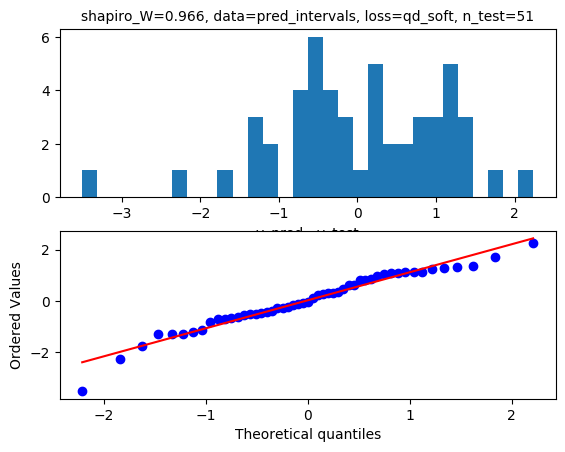 shapiro_W=0.966, data=pred_intervals, loss=qd_soft, n_test=51
6
4
2
0
−3 −2 −1 0 1 2
2
0
−2
Ordered Values
−2 −1 0 1 2
Theoretical quantiles